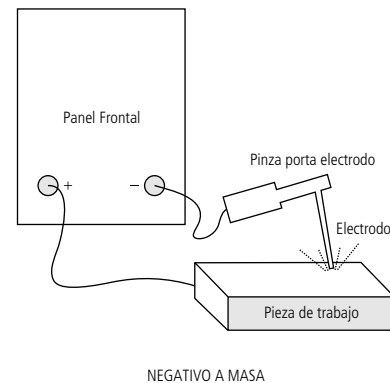 Panel Frontal
+
−
Pinza porta electrodo
Electrodo
Pieza de trabajo
NEGATIVO A MASA